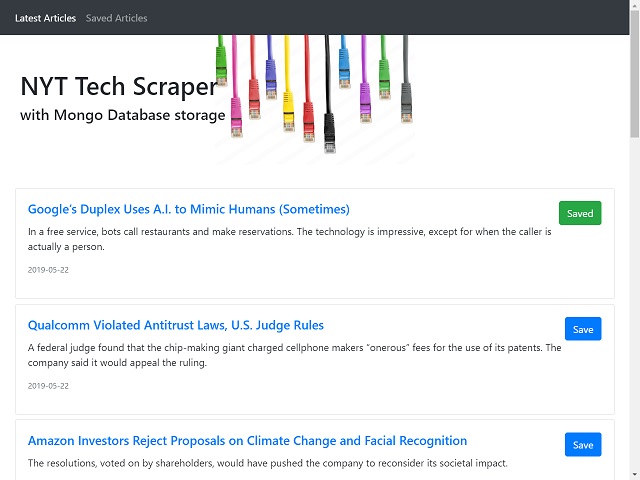 Latest Articles Saved Articles
NYT Tech Scraper
with Mongo Database storage
Google's Duplex Uses A.I. to Mimic Humans (Sometimes)
Saved
In a free service, bots call restaurants and make reservations. The technology is impressive, except for when the caller is
actually a person.
2019-05-22
Qualcomm Violated Antitrust Laws, U.S. Judge Rules
Save
A federal judge found that the chip-making giant charged cellphone makers “onerous” fees for the use of its patents. The
company said it would appeal the ruling.
2019-05-22
Amazon Investors Reject Proposals on Climate Change and Facial Recognition
Save
The resolutions, voted on by shareholders, would have pushed the company to reconsider its societal impact.